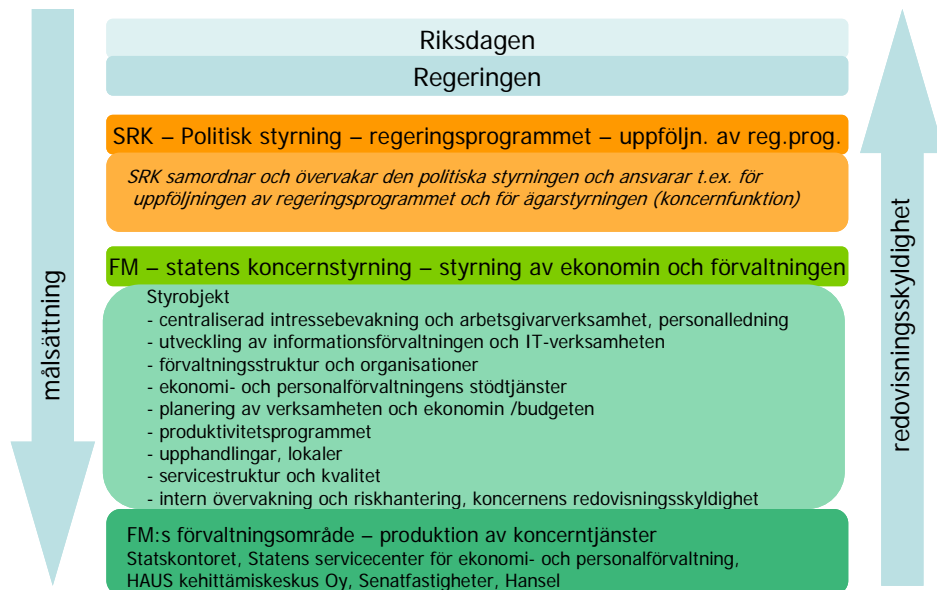 Riksdagen
Regeringen
SRK – Politisk styrning – regeringsprogrammet – uppföljn. av reg.prog.
SRK samordnar och övervakar den politiska styrningen och ansvarar t.ex. för
uppföljningen av regeringsprogrammet och för ägarstyrningen (koncernfunktion)
FM – statens koncernstyrning – styrning av ekonomin och förvaltningen
Styrobjekt
- centraliserad intressebevakning och arbetsgivarverksamhet, personalledning
- utveckling av informationsförvaltningen och IT-verksamheten
- förvaltningsstruktur och organisationer
- ekonomi- och personalförvaltningens stödtjänster
- planering av verksamheten och ekonomin /budgeten
- produktivitetsprogrammet
- upphandlingar, lokaler
- servicestruktur och kvalitet
- intern övervakning och riskhantering, koncernens redovisningsskyldighet
FM:s förvaltningsområde – produktion av koncerntjänster
Statskontoret, Statens servicecenter för ekonomi- och personalförvaltning,
HAUS kehittämiskeskus Oy, Senatfastigheter, Hansel
målsättning
redovisningsskyldighet